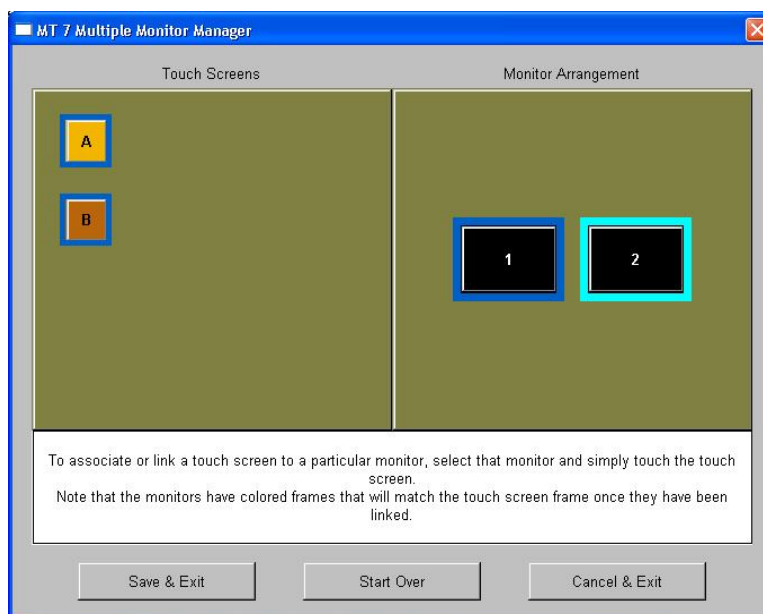 MT 7 Multiple Monitor Manager
Touch Screens
Monitor Arrangement
A
B
1
2
To associate or link a touch screen to a particular monitor, select that monitor and simply touch the touch
screen.
Note that the monitors have colored frames that will match the touch screen frame once they have been
linked.
Save & Exit
Start Over
Cancel & Exit